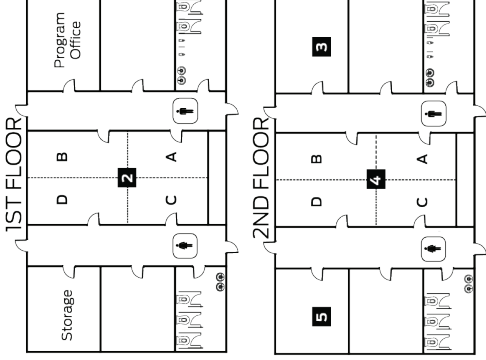 1ST FLOOR
Storage
D
B
C
A
2
Program
Office
2ND FLOOR
5
D
B
C
A
4
3